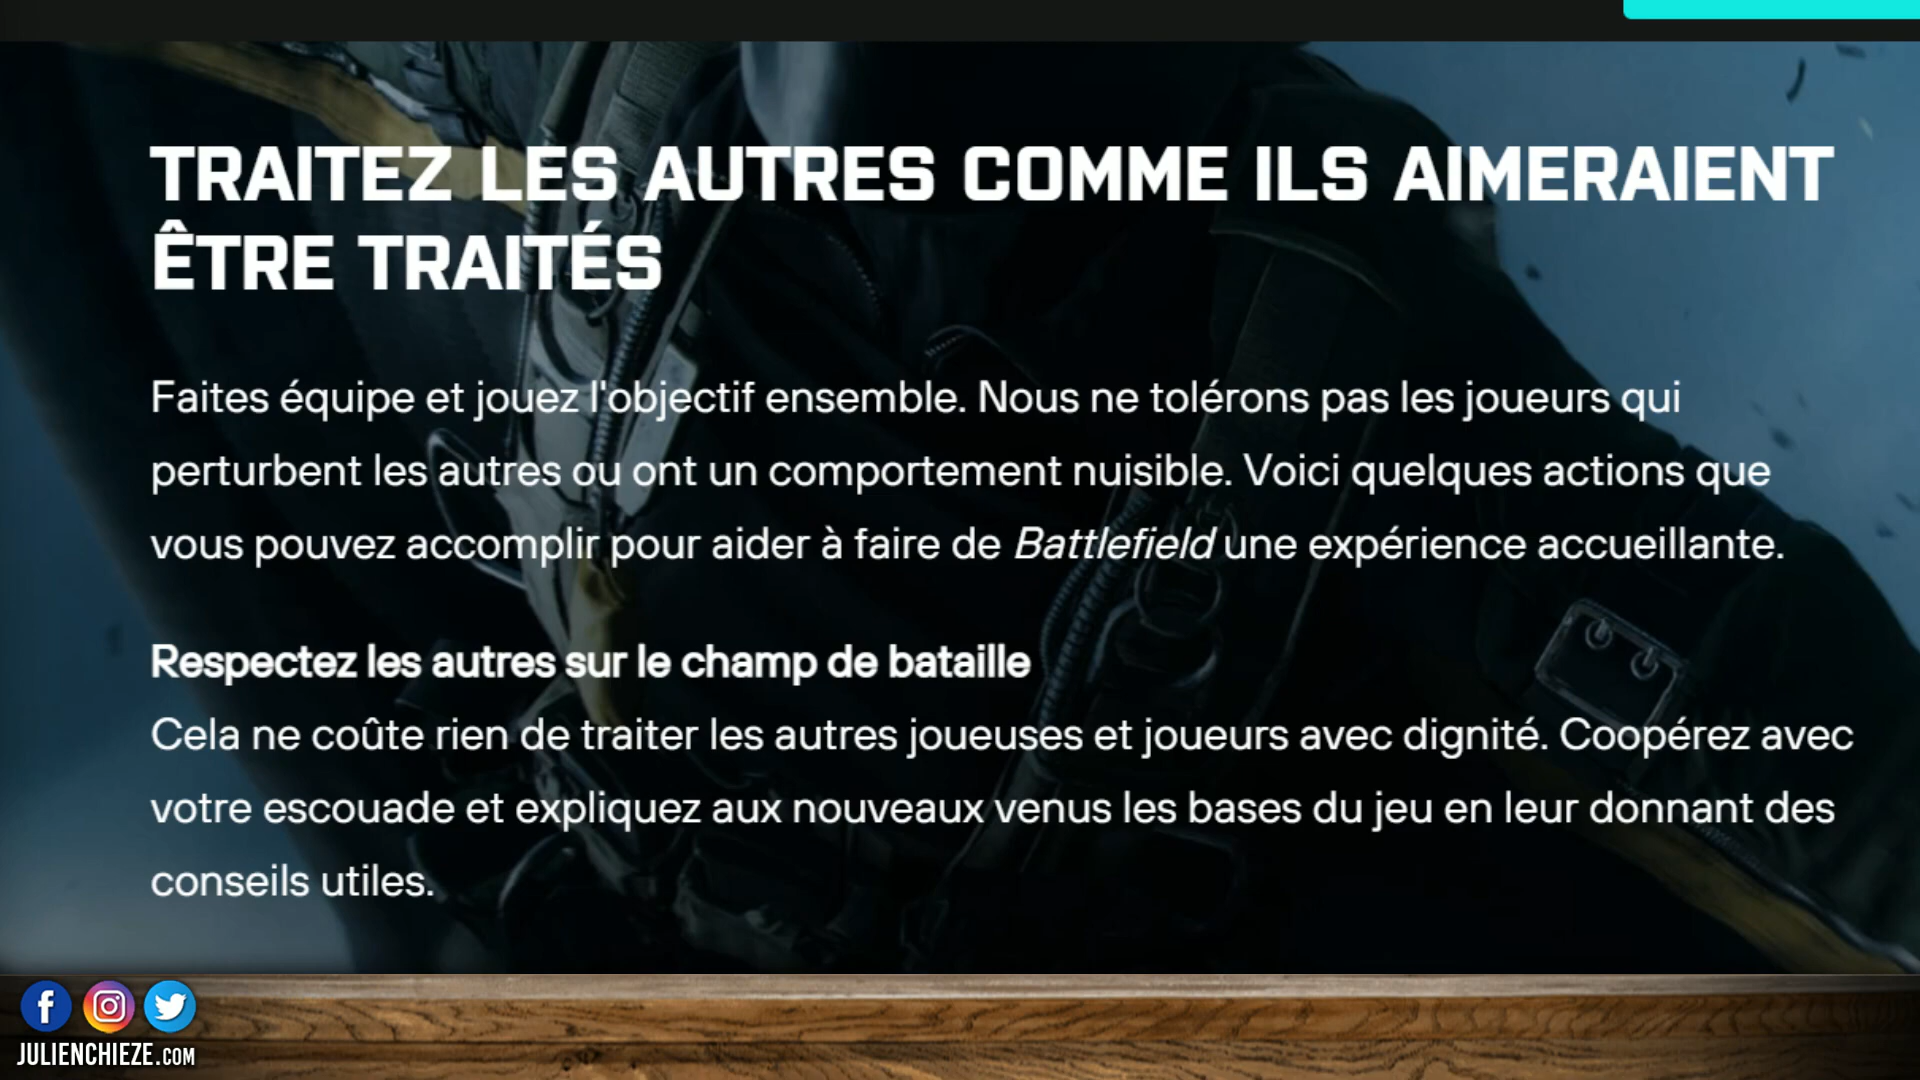 TRAITEZ LES AUTRES COMME ILS AIMERAIENT
ÊTRE TRAITÉS
Faites équipe et jouez l'objectif ensemble. Nous ne tolérons pas les joueurs qui
perturbent les autres ou ont un comportement nuisible. Voici quelques actions que
vous pouvez accomplir pour aider à faire de Battlefield une expérience accueillante.
Respectez les autres sur le champ de bataille
Cela ne coûte rien de traiter les autres joueuses et joueurs avec dignité. Coopérez avec
votre escouade et expliquez aux nouveaux venus les bases du jeu en leur donnant des
conseils utiles.
JULIENCHIEZE.COM